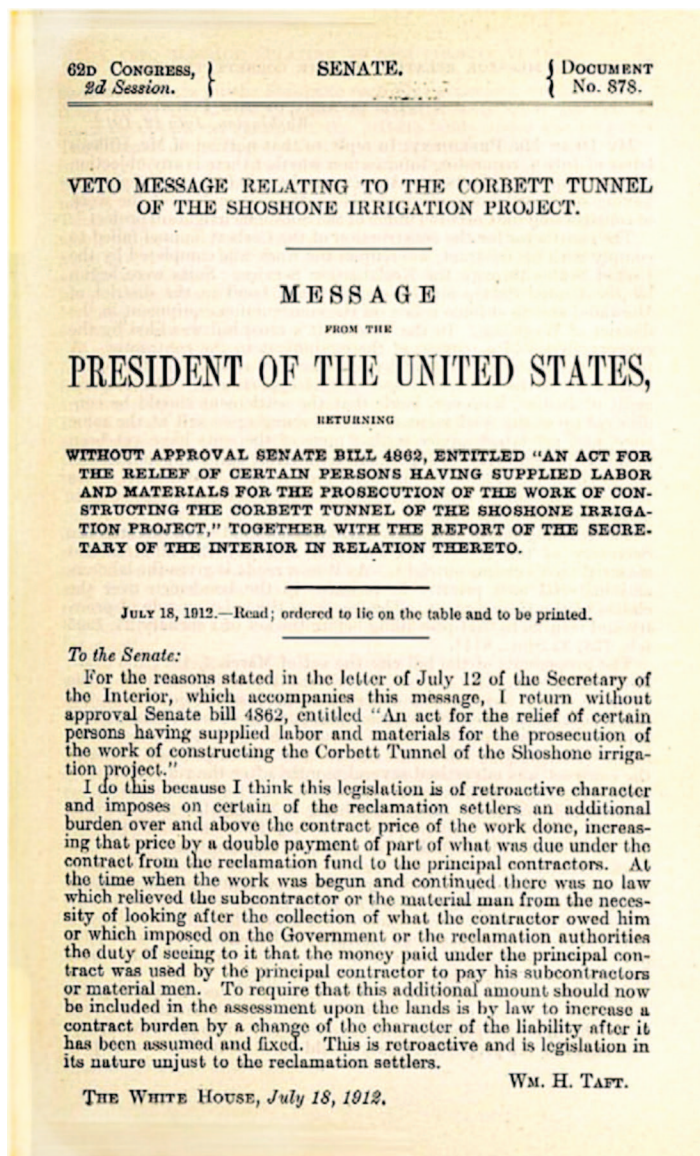 62D CONGRESS, } SENATE. { DOCUMENT
2d Session. } { No. 878.
VETO MESSAGE RELATING TO THE CORBETT TUNNEL
OF THE SHOSHONE IRRIGATION PROJECT.
MESSAGE
FROM THE
PRESIDENT OF THE UNITED STATES,
RETURNING
WITHOUT APPROVAL SENATE BILL 4862, ENTITLED “AN ACT FOR
THE RELIEF OF CERTAIN PERSONS HAVING SUPPLIED LABOR
AND MATERIALS FOR THE PROSECUTION OF THE WORK OF CON-
STRUCTING THE CORBETT TUNNEL OF THE SHOSHONE IRRIGA-
TION PROJECT,” TOGETHER WITH THE REPORT OF THE SECRE-
TARY OF THE INTERIOR IN RELATION THERETO.
JULY 18, 1912.—Read; ordered to lie on the table and to be printed.
To the Senate:
For the reasons stated in the letter of July 12 of the Secretary of
the Interior, which accompanies this message, I return without
approval Senate bill 4862, entitled “An act for the relief of certain
persons having supplied labor and materials for the prosecution of
the work of constructing the Corbett Tunnel of the Shoshone irriga-
tion project.”
I do this because I think this legislation is of retroactive character
and imposes on certain of the reclamation settlers an additional
burden over and above the contract price of the work done, increas-
ing that price by a double payment of part of what was due under the
contract from the reclamation fund to the principal contractors. At
the time when the work was begun and continued there was no law
which relieved the subcontractor or the material man from the neces-
sity of looking after the collection of what the contractor owed him
or which imposed on the Government or the reclamation authorities
the duty of seeing to it that the money paid under the principal con-
tract was used by the principal contractor to pay his subcontractors
or material men. To require that this additional amount should now
be included in the assessment upon the lands is by law to increase a
contract burden by a change of the character of the liability after it
has been assumed and fixed. This is retroactive and is legislation in
its nature unjust to the reclamation settlers.
WM. H. TAFT.
THE WHITE HOUSE, July 18, 1912.